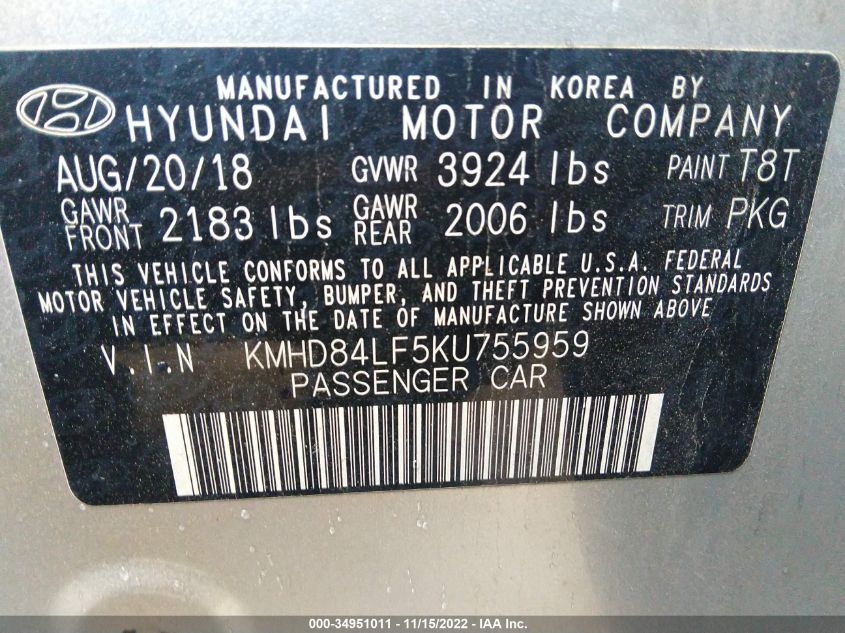 MANUFACTURED IN KOREA BY
HYUNDAI MOTOR COMPANY
AUG/20/18 GVWR 3924 lbs PAINT T8T
GAWR FRONT 2183 lbs GAWR REAR 2006 lbs TRIM PKG
THIS VEHICLE CONFORMS TO ALL APPLICABLE U.S.A. FEDERAL
MOTOR VEHICLE SAFETY, BUMPER, AND THEFT PREVENTION STANDARDS
IN EFFECT ON THE DATE OF MANUFACTURE SHOWN ABOVE
V.I.N KMHD84LF5KU755959
PASSENGER CAR
000-34951011 - 11/15/2022 - IAA Inc.